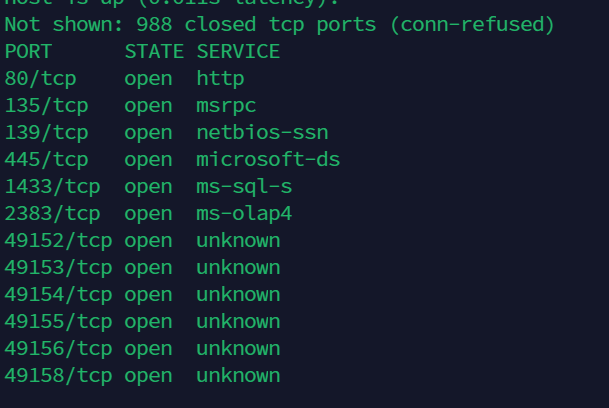 Host is up (0.011s latency).
Not shown: 988 closed tcp ports (conn-refused)
PORT      STATE SERVICE
80/tcp    open  http
135/tcp   open  msrpc
139/tcp   open  netbios-ssn
445/tcp   open  microsoft-ds
1433/tcp  open  ms-sql-s
2383/tcp  open  ms-olap4
49152/tcp open  unknown
49153/tcp open  unknown
49154/tcp open  unknown
49155/tcp open  unknown
49156/tcp open  unknown
49158/tcp open  unknown